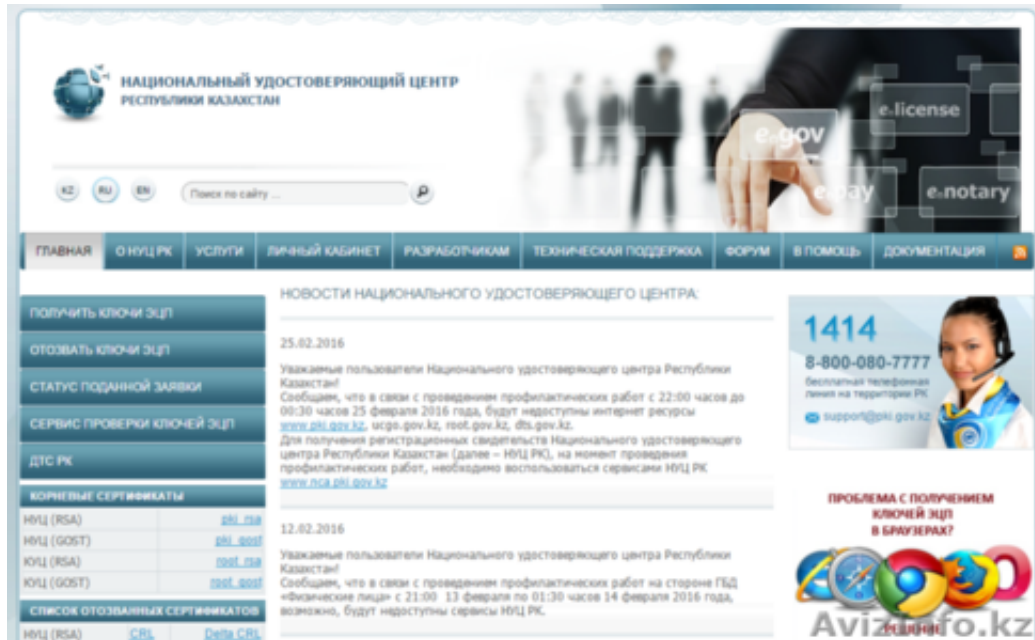 НАЦИОНАЛЬНЫЙ УДОСТОВЕРЯЮЩИЙ ЦЕНТР
РЕСПУБЛИКИ КАЗАХСТАН
e.license
e.gov
e.pay
e.notary
KZ RU EN Поиск по сайту ...
ГЛАВНАЯ О НУЦ РК УСЛУГИ ЛИЧНЫЙ КАБИНЕТ РАЗРАБОТЧИКАМ ТЕХНИЧЕСКАЯ ПОДДЕРЖКА ФОРУМ В ПОМОЩЬ ДОКУМЕНТАЦИЯ
ПОЛУЧИТЬ КЛЮЧИ ЭЦП
ОТОЗВАТЬ КЛЮЧИ ЭЦП
СТАТУС ПОДАННОЙ ЗАЯВКИ
СЕРВИС ПРОВЕРКИ КЛЮЧЕЙ ЭЦП
ДТС РК
КОРНЕВЫЕ СЕРТИФИКАТЫ
НУЦ (RSA) pki_rsa
НУЦ (GOST) pki_gost
КУЦ (RSA) root_rsa
КУЦ (GOST) root_gost
СПИСОК ОТОЗВАННЫХ СЕРТИФИКАТОВ
НУЦ (RSA) CRL Delta CRL
НОВОСТИ НАЦИОНАЛЬНОГО УДОСТОВЕРЯЮЩЕГО ЦЕНТРА:
25.02.2016
Уважаемые пользователи Национального удостоверяющего центра Республики
Казахстан!
Сообщаем, что в связи с проведением профилактических работ с 22:00 часов до
00:30 часов 25 февраля 2016 года, будут недоступны интернет ресурсы
www.pki.gov.kz, ucgo.gov.kz, root.gov.kz, dts.gov.kz.
Для получения регистрационных свидетельств Национального удостоверяющего
центра Республики Казахстан (далее – НУЦ РК), на момент проведения
профилактических работ, необходимо воспользоваться сервисами НУЦ РК
www.nca.pki.gov.kz
12.02.2016
Уважаемые пользователи Национального удостоверяющего центра Республики
Казахстан!
Сообщаем, что в связи с проведением профилактических работ на стороне ГБД
«Физические лица» с 21:00 13 февраля по 01:30 часов 14 февраля 2016 года,
возможно, будут недоступны сервисы НУЦ РК.
1414
8-800-080-7777
бесплатная телефонная
линия на территории РК
support@pki.gov.kz
ПРОБЛЕМА С ПОЛУЧЕНИЕМ
КЛЮЧЕЙ ЭЦП
В БРАУЗЕРАХ?
РЕШЕНИЕ
AvizInfo.kz